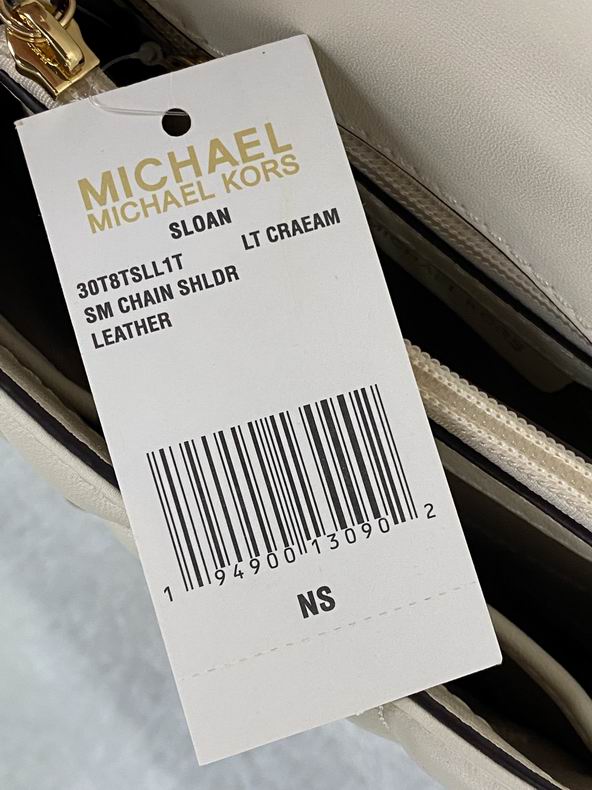 MICHAEL
MICHAEL KORS
SLOAN
30T8TSLL1T LT CRAEAM
SM CHAIN SHLDR
LEATHER
1 94900 13090 2
NS